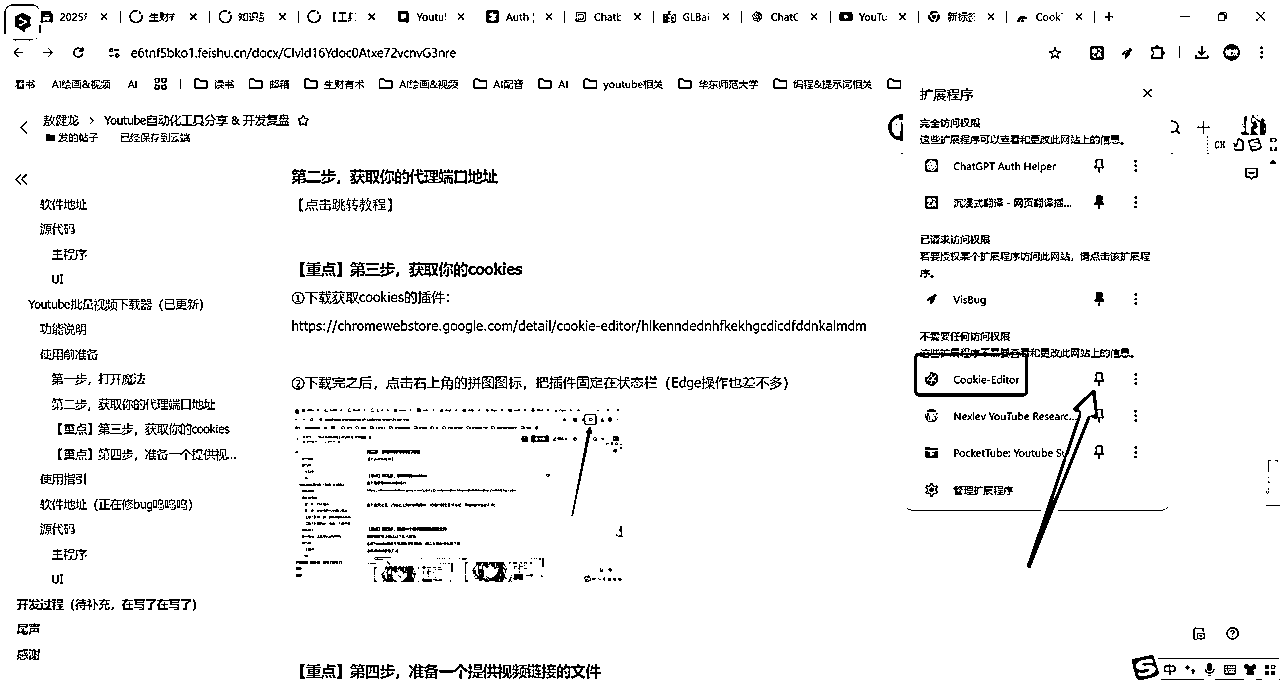 2025年
生财有
知识星
【工具
Youtul
Auth
Chatb
GLBai
ChatG
YouTu
新标签
Cook
e6tnf5bko1.feishu.cn/docx/Clvld16Ydoc0Atxe72vcnvG3nre
AI绘画&视频
AI
读书
邮箱
生财有术
AI绘画&视频
AI配音
AI
youtube相关
华东师范大学
编程&提示词相关
Youtube自动化工具分享 & 开发复盘
发的帖子
已经保存到云端
软件地址
源代码
主程序
UI
Youtube批量视频下载器（已更新）
功能说明
使用前准备
第一步，打开魔法
第二步，获取你的代理端口地址
【重点】第三步，获取你的cookies
【重点】第四步，准备一个提供视...
使用指引
软件地址（正在修bug呜呜呜）
源代码
主程序
UI
开发过程（待补充，在写了在写了）
尾声
感谢
第二步，获取你的代理端口地址
【点击跳转教程】
【重点】第三步，获取你的cookies
①下载获取cookies的插件：
https://chromewebstore.google.com/detail/cookie-editor/hlkenndednhfkekhgcdicdfddnkalmdm
②下载完之后，点击右上角的拼图图标，把插件固定在状态栏（Edge操作也差不多）
【重点】第四步，准备一个提供视频链接的文件
扩展程序
完全访问权限
这些扩展程序可以查看和更改此网站上的信息。
ChatGPT Auth Helper
沉浸式翻译 - 网页翻译插...
已请求访问权限
若要授权某个扩展程序访问此网站，请点击该扩展程
序。
VisBug
不需要任何访问权限
这些扩展程序不需要查看和更改此网站上的信息。
Cookie-Editor
Nexlev YouTube Researc...
PocketTube: Youtube Su
管理扩展程序
CH
中